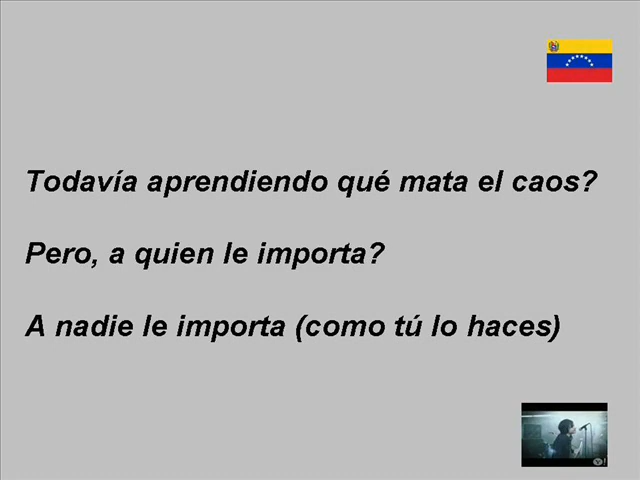 Todavía aprendiendo qué mata el caos?
Pero, a quien le importa?
A nadie le importa (como tú lo haces)